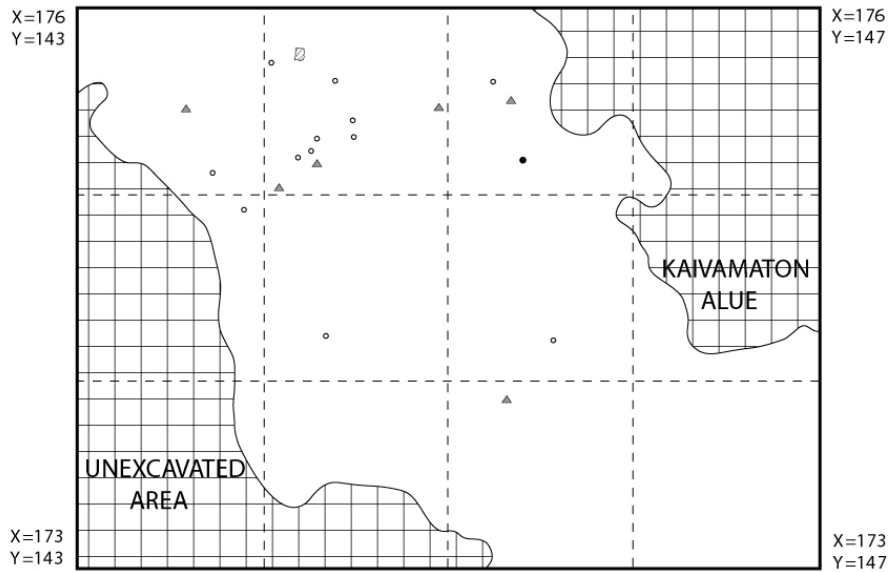 X=176
Y=143
X=176
Y=147
KAIVAMATON
ALUE
UNEXCAVATED
AREA
X=173
Y=143
X=173
Y=147